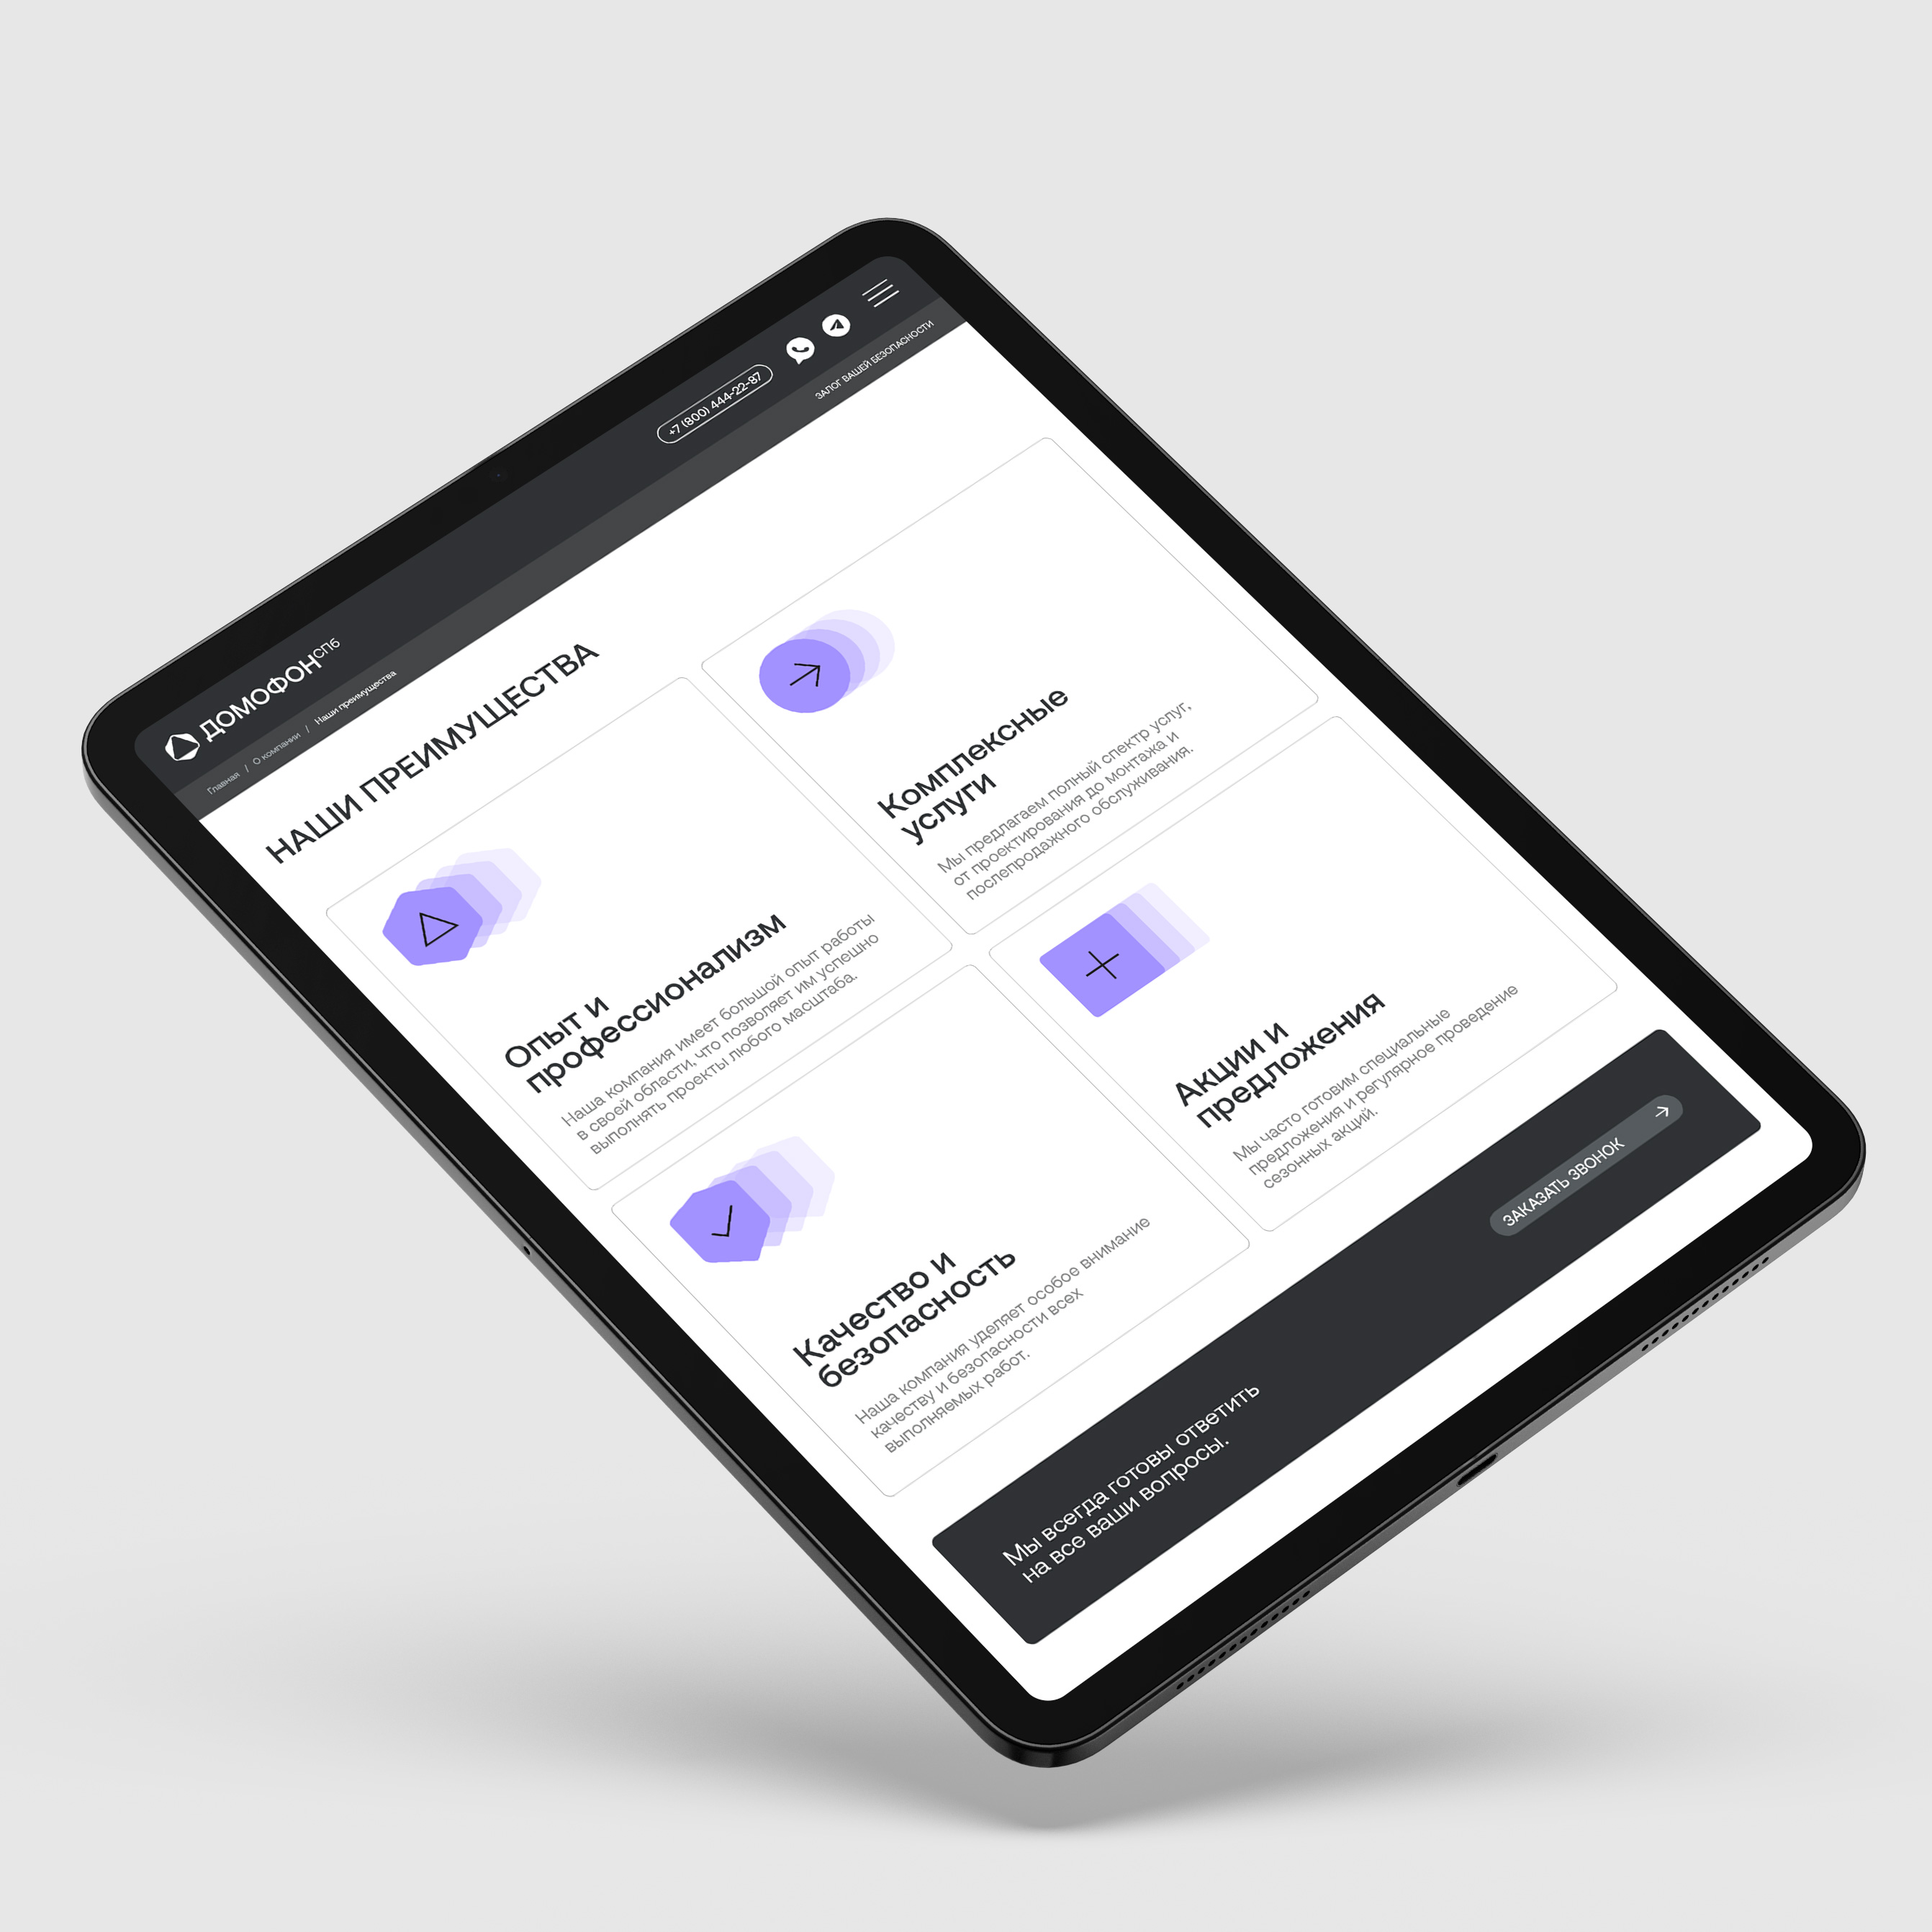 ДОМОФОНСПб
+7 (800) 444-22-87
Главная / О компании / Наши преимущества
ЗАЛОГ ВАШЕЙ БЕЗОПАСНОСТИ
НАШИ ПРЕИМУЩЕСТВА
Опыт и
профессионализм
Наша компания имеет большой опыт работы
в своей области, что позволяет им успешно
выполнять проекты любого масштаба.
Комплексные
услуги
Мы предлагаем полный спектр услуг,
от проектирования до монтажа и
послепродажного обслуживания.
Качество и
безопасность
Наша компания уделяет особое внимание
качеству и безопасности всех
выполняемых работ.
Акции и
предложения
Мы часто готовим специальные
предложения и регулярное проведение
сезонных акций.
Мы всегда готовы ответить
на все ваши вопросы.
ЗАКАЗАТЬ ЗВОНОК